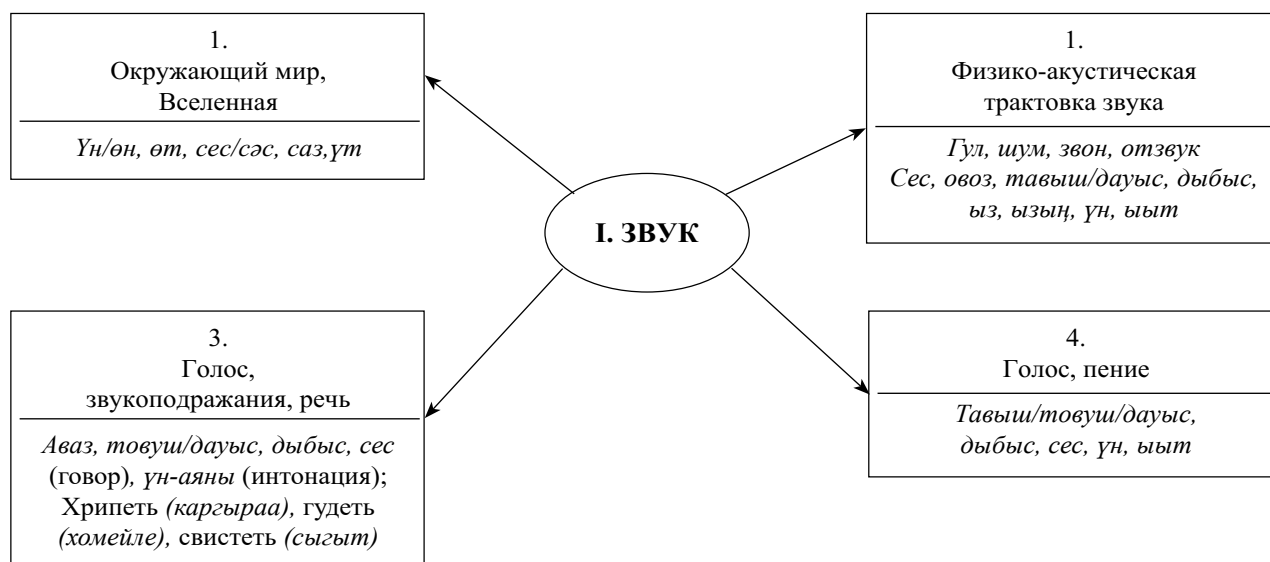 1.
Окружающий мир,
Вселенная
Үн/өн, өт, сес/сәс, саз,үт
1.
Физико-акустическая
трактовка звука
Гул, шум, звон, отзвук
Сес, овоз, тавыш/дауыс, дыбыс,
ыз, ызың, үн, ыыт
I. ЗВУК
3.
Голос,
звукоподражания, речь
Аваз, товуш/дауыс, дыбыс, сес
(говор), үн-аяны (интонация);
Хрипеть (каргыраа), гудеть
(хомейле), свистеть (сыгыт)
4.
Голос, пение
Тавыш/товуш/дауыс,
дыбыс, сес, үн, ыыт